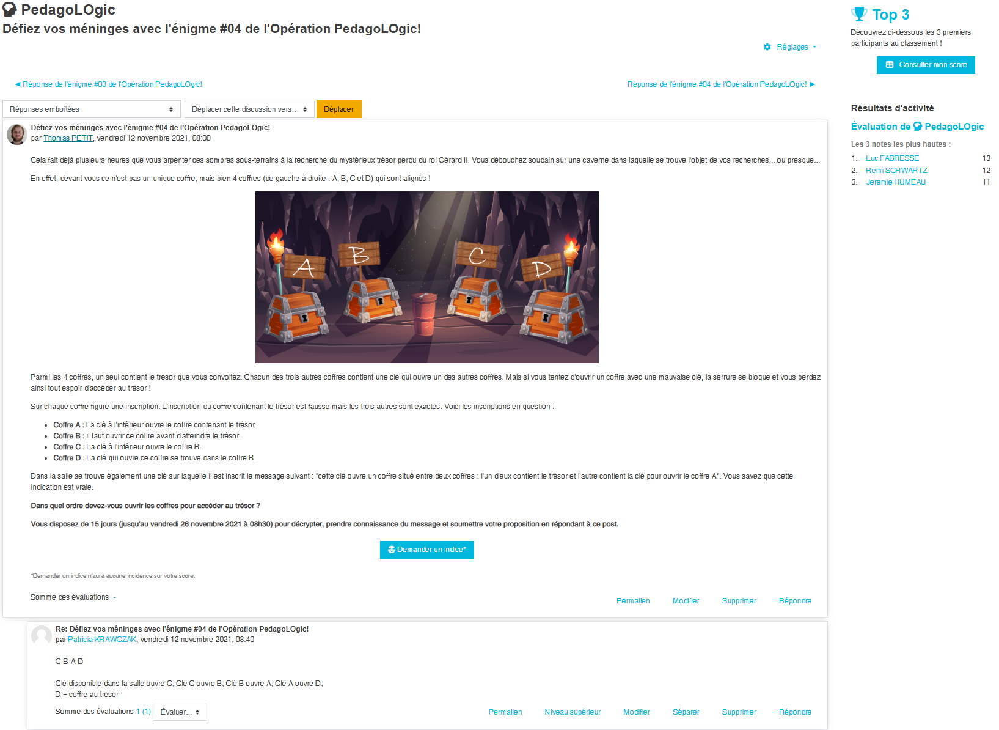 PedagoLOgic
Défiez vos méninges avec l'énigme #04 de l'Opération PedagoLOgic!
Réglages
◄ Réponse de l'énigme #03 de l'Opération PedagoLOgic!
Réponse de l'énigme #04 de l'Opération PedagoLOgic! ►
Réponses emboîtées
Déplacer cette discussion vers…
Déplacer
Défiez vos méninges avec l'énigme #04 de l'Opération PedagoLOgic!
par Thomas PETIT, vendredi 12 novembre 2021, 08:00
Cela fait déjà plusieurs heures que vous arpenter ces sombres sous-terrains à la recherche du mystérieux trésor perdu du roi Gérard II. Vous débouchez soudain sur une caverne dans laquelle se trouve l'objet de vos recherches... ou presque...
En effet, devant vous ce n'est pas un unique coffre, mais bien 4 coffres (de gauche à droite : A, B, C et D) qui sont alignés !
A
B
C
D
Parmi les 4 coffres, un seul contient le trésor que vous convoitez. Chacun des trois autres coffres contient une clé qui ouvre un des autres coffres. Mais si vous tentez d'ouvrir un coffre avec une mauvaise clé, la serrure se bloque et vous perdez
ainsi tout espoir d'accéder au trésor !
Sur chaque coffre figure une inscription. L'inscription du coffre contenant le trésor est fausse mais les trois autres sont exactes. Voici les inscriptions en question :
• Coffre A : La clé à l'intérieur ouvre le coffre contenant le trésor.
• Coffre B : il faut ouvrir ce coffre avant d'atteindre le trésor.
• Coffre C : La clé à l'intérieur ouvre le coffre B.
• Coffre D : La clé qui ouvre ce coffre se trouve dans le coffre B.
Dans la salle se trouve également une clé sur laquelle il est inscrit le message suivant : "cette clé ouvre un coffre situé entre deux coffres : l'un d'eux contient le trésor et l'autre contient la clé pour ouvrir le coffre A". Vous savez que cette
indication est vraie.
Dans quel ordre devez-vous ouvrir les coffres pour accéder au trésor ?
Vous disposez de 15 jours (jusqu'au vendredi 26 novembre 2021 à 08h30) pour décrypter, prendre connaissance du message et soumettre votre proposition en répondant à ce post.
Demander un indice*
*Demander un indice n'aura aucune incidence sur votre score.
Somme des évaluations -
Permalien Modifier Supprimer Répondre
Re: Défiez vos méninges avec l'énigme #04 de l'Opération PedagoLOgic!
par Patricia KRAWCZAK, vendredi 12 novembre 2021, 08:40
C-B-A-D
Clé disponible dans la salle ouvre C; Clé C ouvre B; Clé B ouvre A; Clé A ouvre D;
D = coffre au trésor
Somme des évaluations 1 (1) Évaluer...
Permalien Niveau supérieur Modifier Séparer Supprimer Répondre
Top 3
Découvrez ci-dessous les 3 premiers
participants au classement !
Consulter mon score
Résultats d'activité
Évaluation de PedagoLOgic
Les 3 notes les plus hautes :
1. Luc FABRESSE 13
2. Remi SCHWARTZ 12
3. Jeremie HUMEAU 11